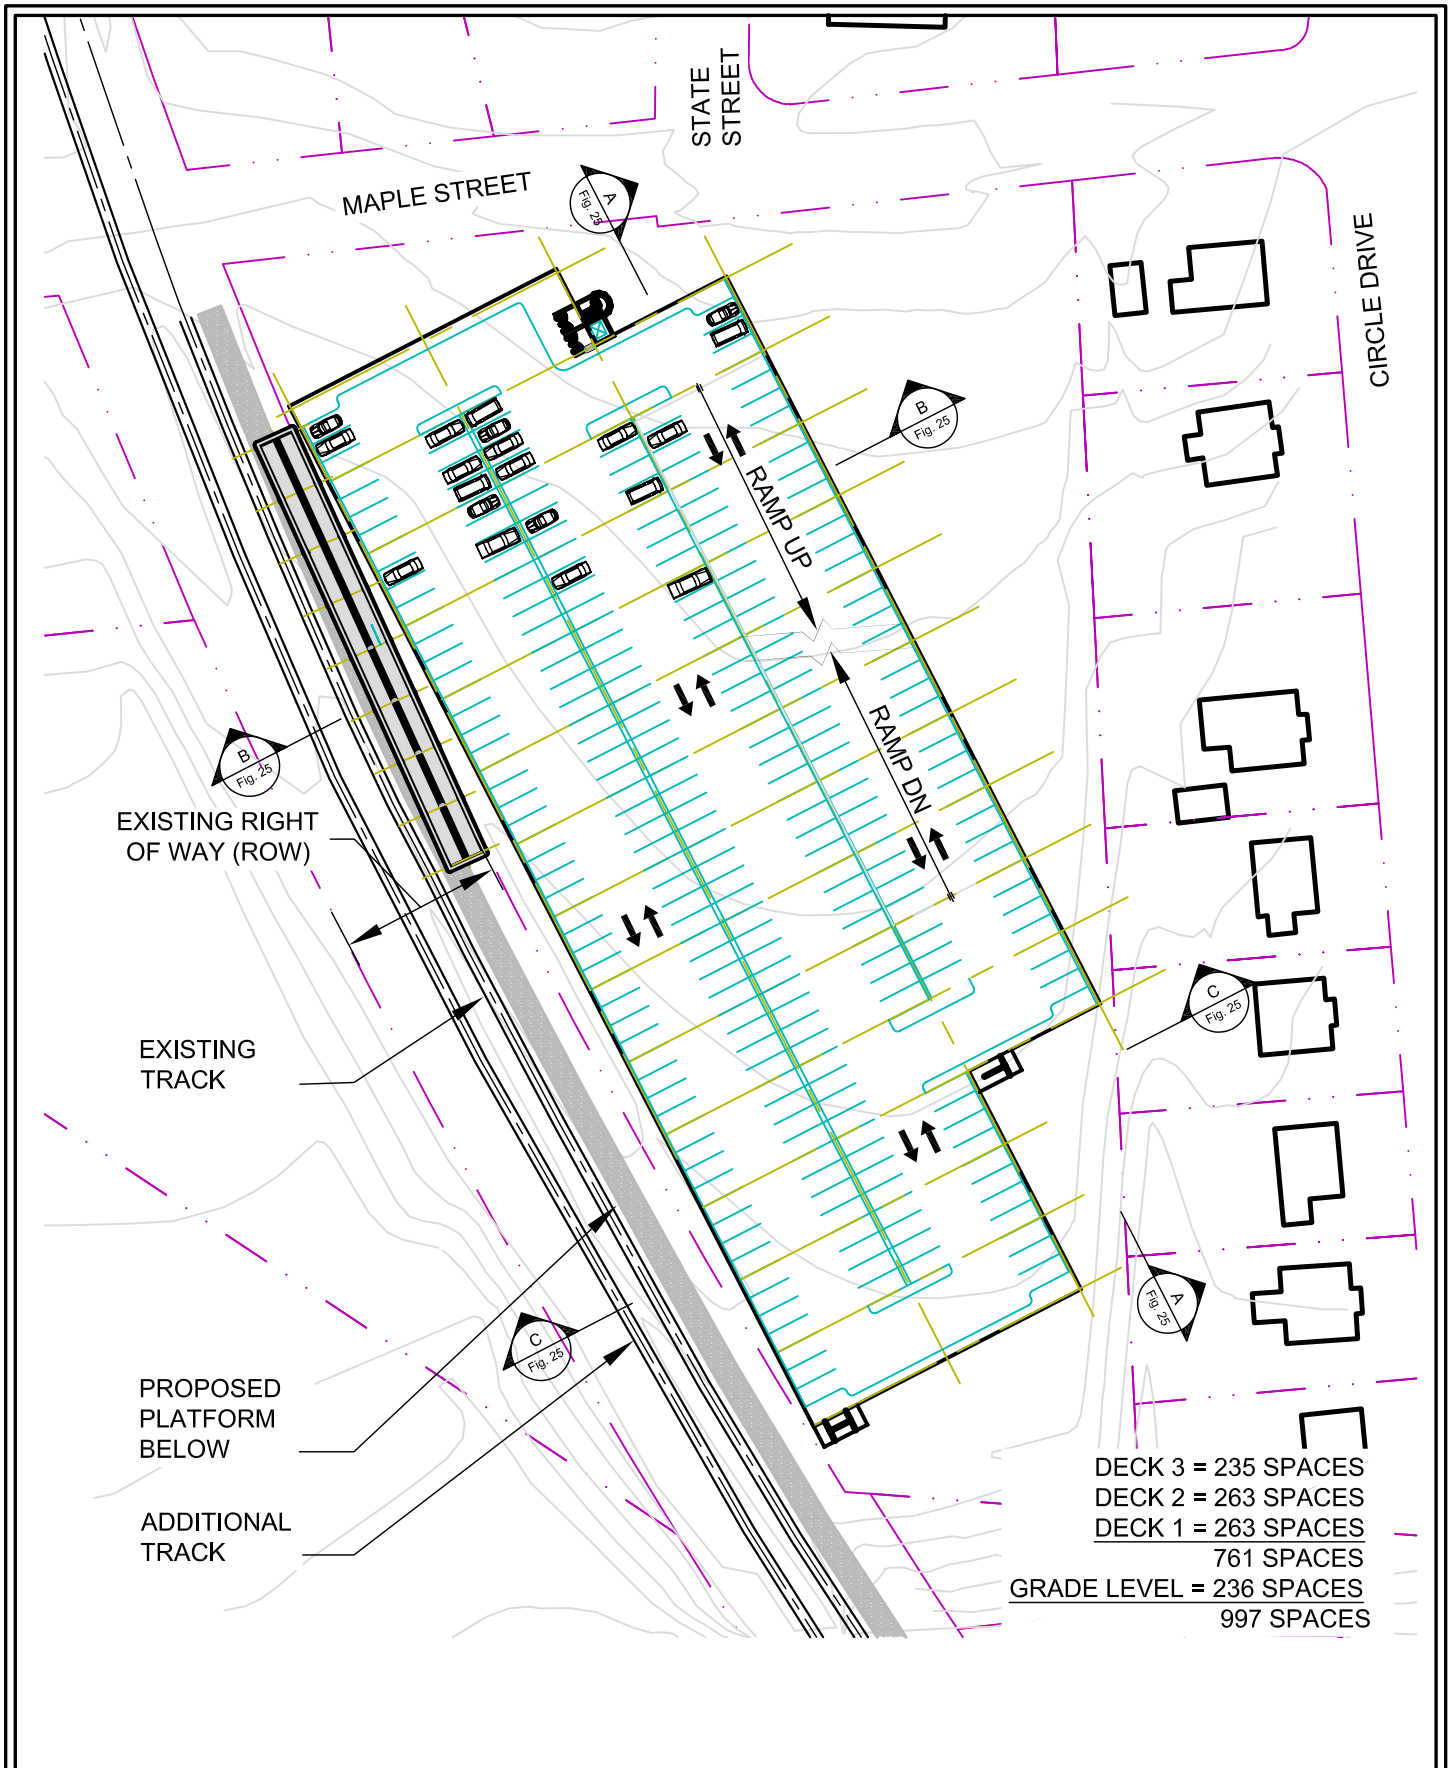 STATE
STREET
MAPLE STREET
A
Fig. 25
CIRCLE DRIVE
B
Fig. 25
RAMP UP
RAMP DN
B
Fig. 25
EXISTING RIGHT
OF WAY (ROW)
C
Fig. 25
EXISTING
TRACK
A
Fig. 25
C
Fig. 25
PROPOSED
PLATFORM
BELOW
ADDITIONAL
TRACK
DECK 3 = 235 SPACES
DECK 2 = 263 SPACES
DECK 1 = 263 SPACES
761 SPACES
GRADE LEVEL = 236 SPACES
997 SPACES